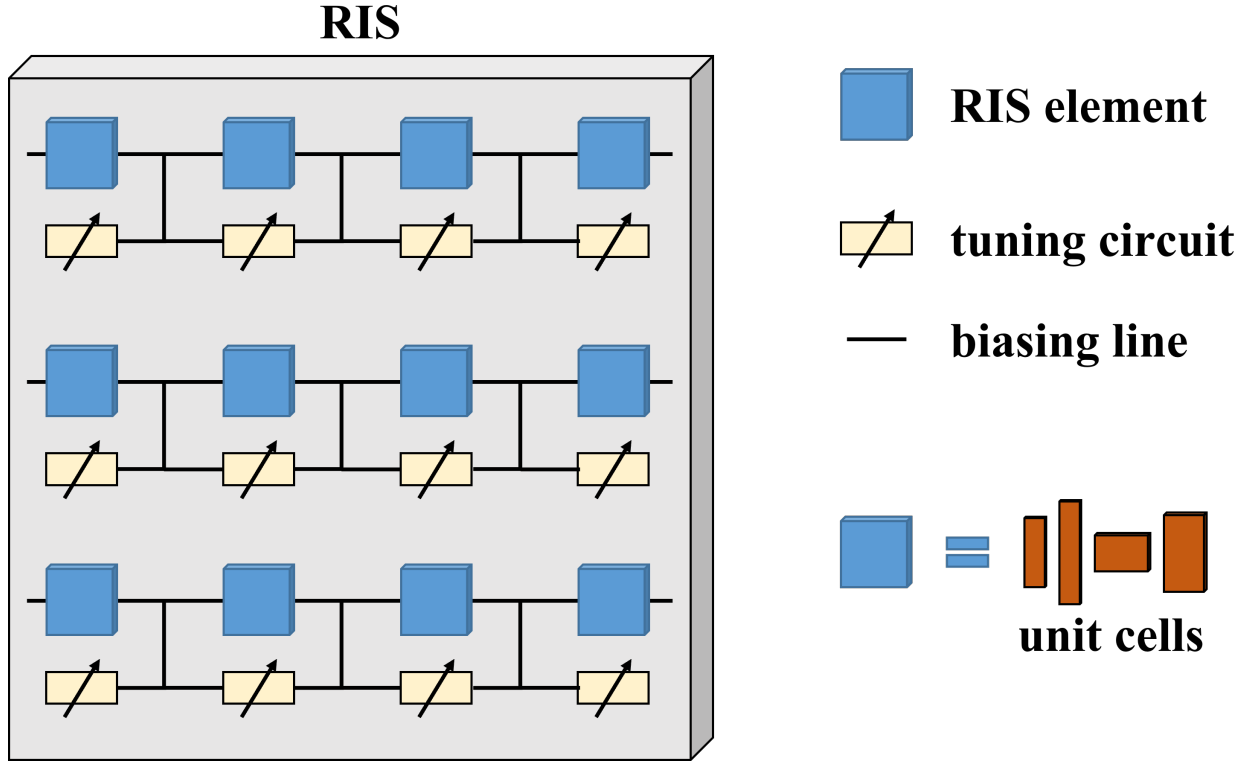 RIS
RIS element
tuning circuit
biasing line
unit cells